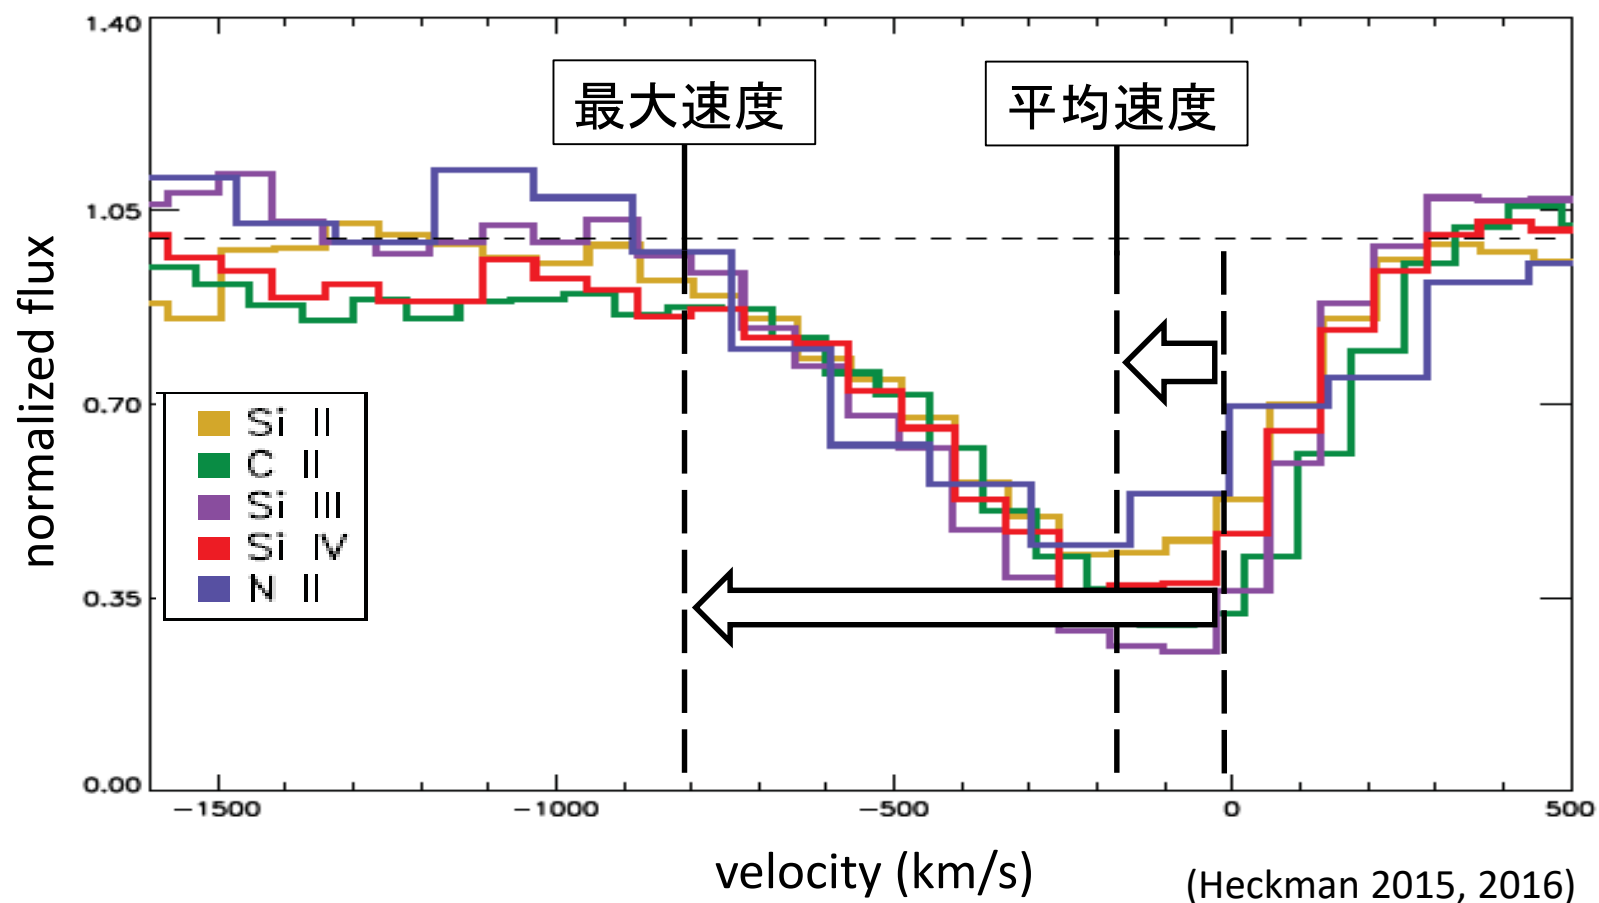 1.40
最大速度
平均速度
1.05
normalized flux
0.70
Si II
C II
Si III
Si IV
N II
0.35
0.00
−1500 −1000 −500 0 500
velocity (km/s)
(Heckman 2015, 2016)